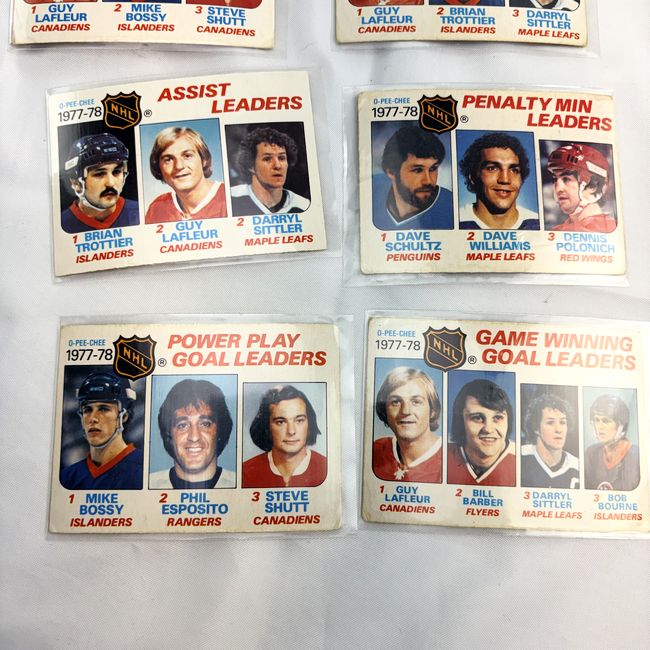 1 GUY LAFLEUR CANADIENS
2 MIKE BOSSY ISLANDERS
3 STEVE SHUTT CANADIENS
1 GUY LAFLEUR CANADIENS
2 BRIAN TROTTIER ISLANDERS
3 DARRYL SITTLER MAPLE LEAFS
O-PEE-CHEE
1977-78
NHL ®
ASSIST
LEADERS
1 BRIAN
TROTTIER
ISLANDERS
2 GUY
LAFLEUR
CANADIENS
2 DARRYL
SITTLER
MAPLE LEAFS
O-PEE-CHEE
1977-78
NHL ®
PENALTY MIN
LEADERS
1 DAVE
SCHULTZ
PENGUINS
2 DAVE
WILLIAMS
MAPLE LEAFS
3 DENNIS
POLONICH
RED WINGS
O-PEE-CHEE
1977-78
NHL ®
POWER PLAY
GOAL LEADERS
1 MIKE
BOSSY
ISLANDERS
2 PHIL
ESPOSITO
RANGERS
3 STEVE
SHUTT
CANADIENS
O-PEE-CHEE
1977-78
NHL ®
GAME WINNING
GOAL LEADERS
1 GUY
LAFLEUR
CANADIENS
2 BILL
BARBER
FLYERS
3 DARRYL
SITTLER
MAPLE LEAFS
3 BOB
BOURNE
ISLANDERS